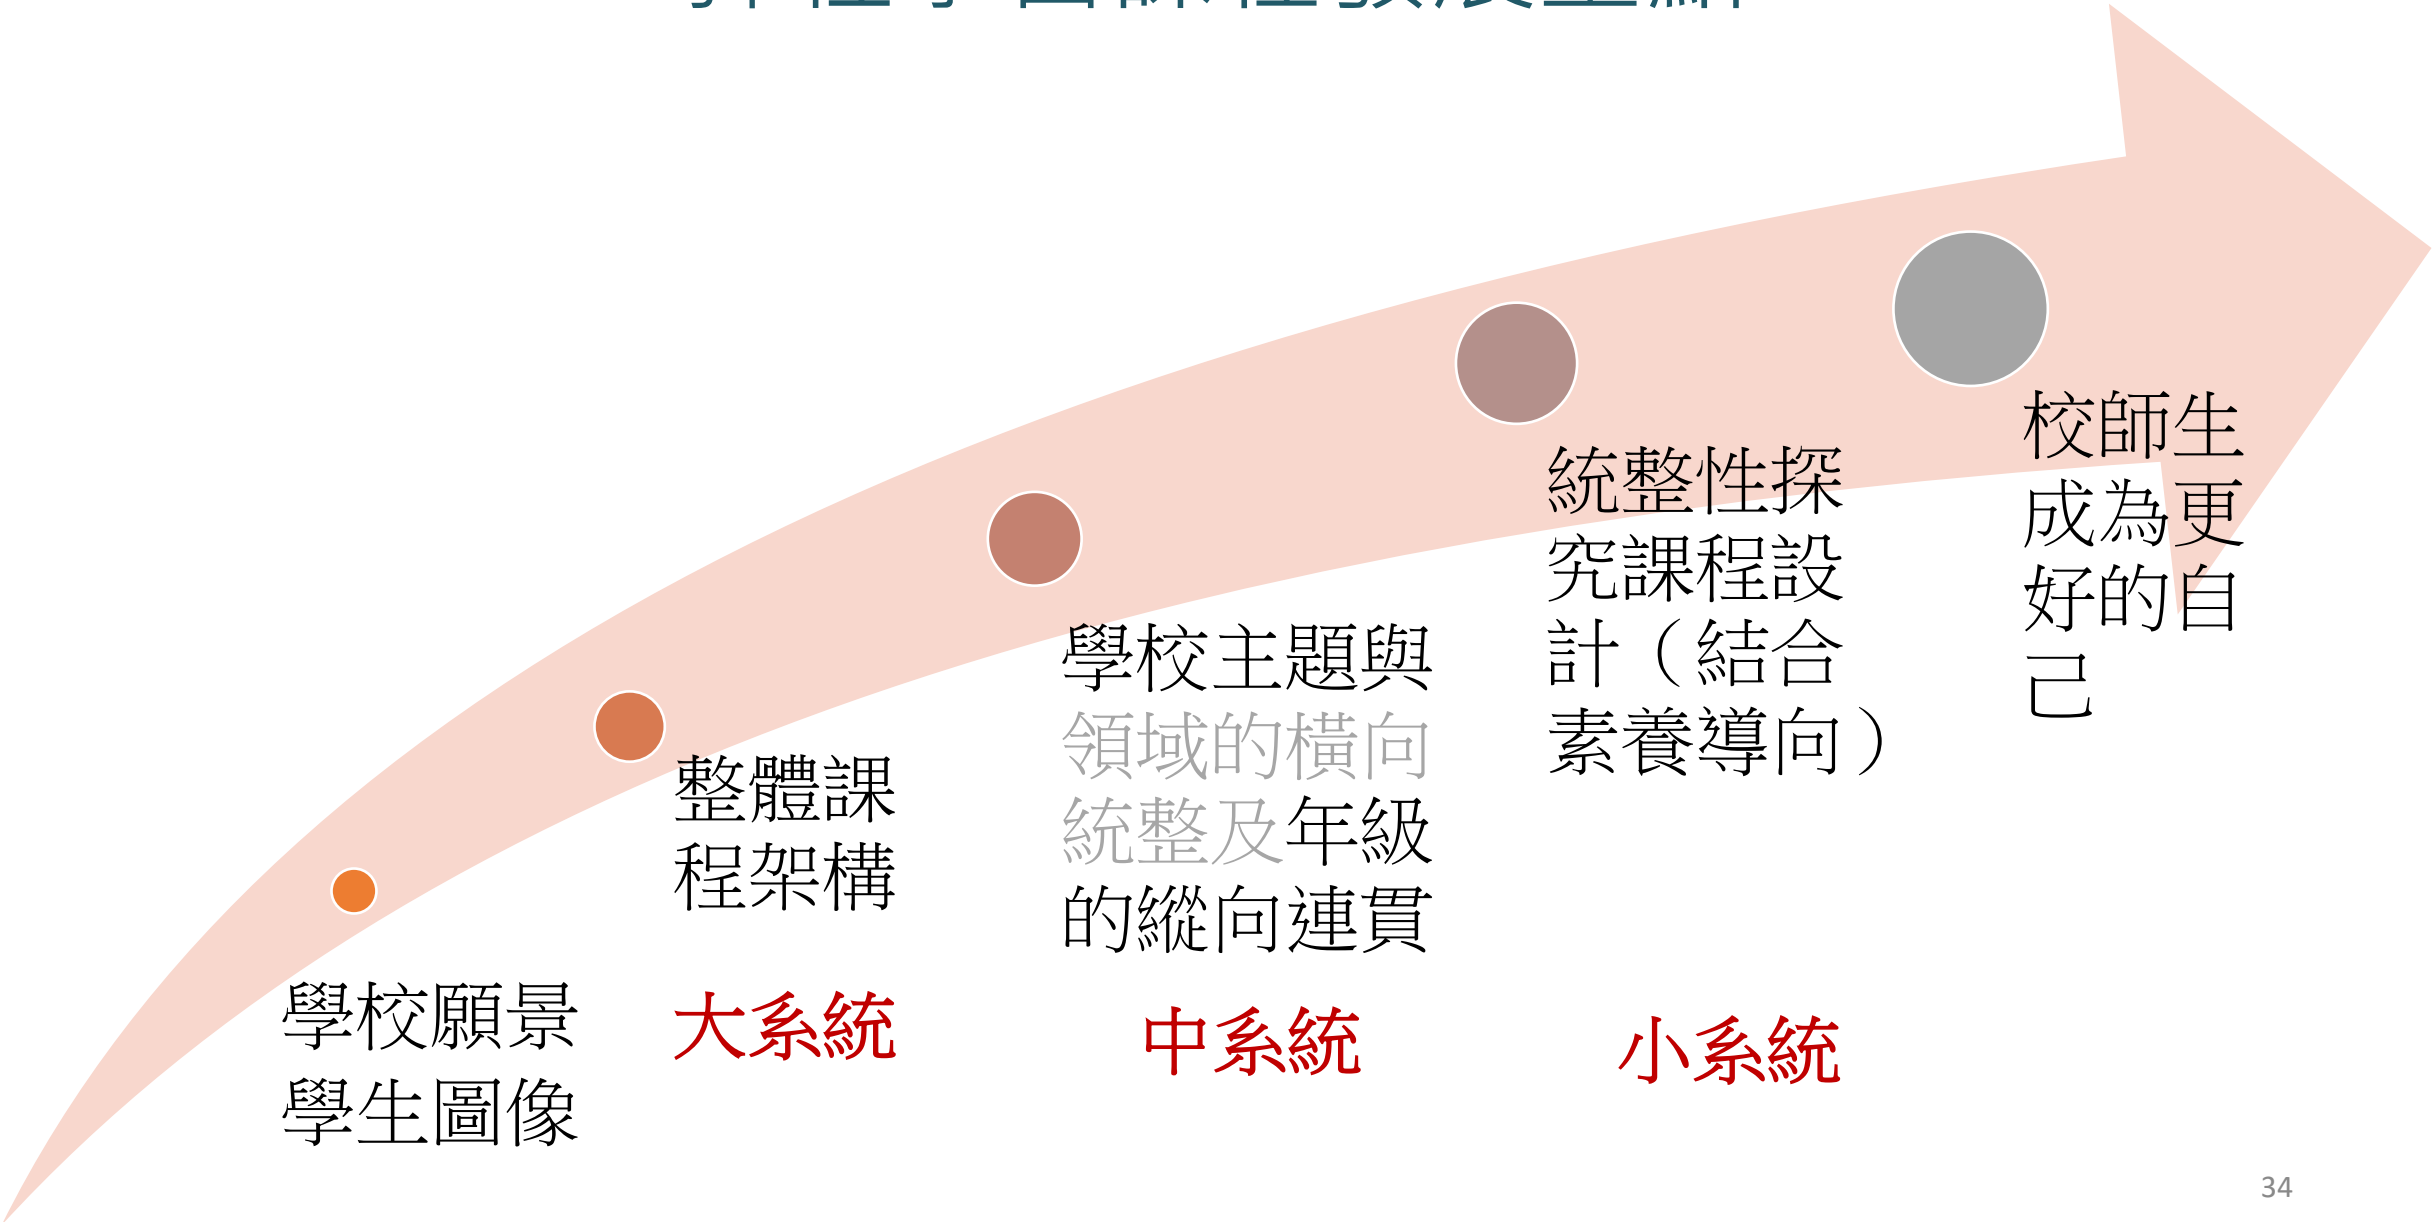 學校願景
學生圖像
整體課
程架構
大系統
學校主題與
領域的橫向
統整及年級
的縱向連貫
中系統
統整性探
究課程設
計（結合
素養導向）
小系統
校師生
成為更
好的自
己
34